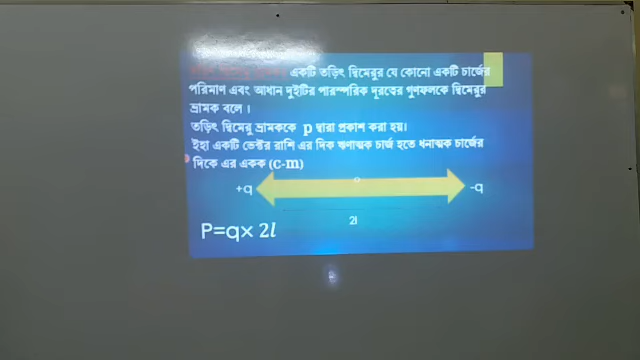 একটি তড়িৎ দ্বিমেরুর যে কোনো একটি চার্জের
পরিমাণ এবং আধান দুইটির পারস্পরিক দূরত্বের গুণফলকে দ্বিমেরুর
ভ্রামক বলে ।
তড়িৎ দ্বিমেরু ভ্রামককে p দ্বারা প্রকাশ করা হয়।
ইহা একটি ভেক্টর রাশি এর দিক ঋণাত্মক চার্জ হতে ধনাত্মক চার্জের
দিকে এর একক (c-m)
+q -q
2l
P=q× 2l